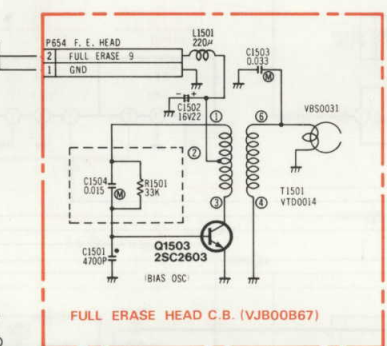 P654 F. E. HEAD
2 FULL ERASE 9
1 GND
L1501
220μ
C1503
0.033
M
- +
C1502
16V22
VBS0031
1
6
2
C1504
0.015
M
R1501
33K
T1501
VTD0014
3
4
Q1503
2SC2603
C1501
4700P
(BIAS OSC)
FULL ERASE HEAD C.B. (VJB00B67)